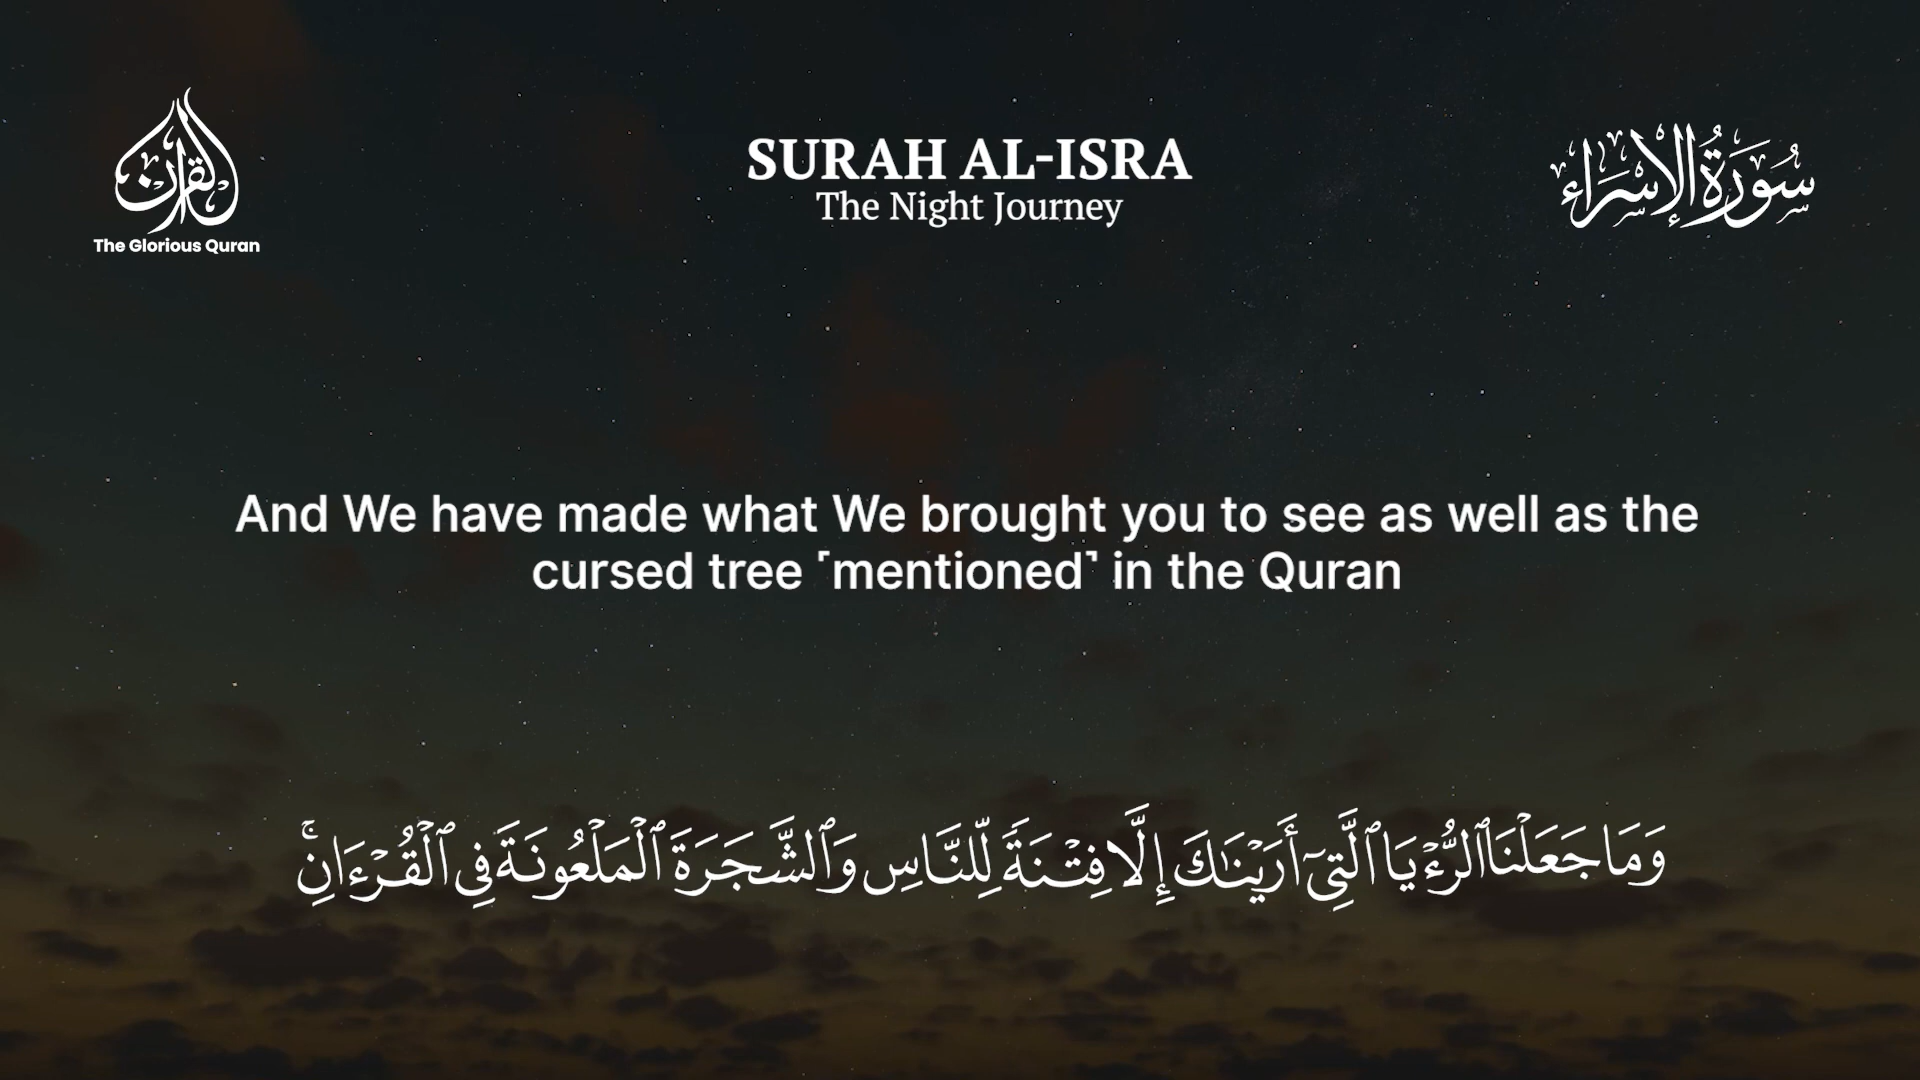 القرآن
The Glorious Quran
SURAH AL-ISRA
The Night Journey
سُورَةُ الإِسْرَاء
And We have made what We brought you to see as well as the
cursed tree ˹mentioned˺ in the Quran
وَمَا جَعَلْنَا ٱلرُّءْيَا ٱلَّتِىٓ أَرَيْنَـٰكَ إِلَّا فِتْنَةً لِّلنَّاسِ وَٱلشَّجَرَةَ ٱلْمَلْعُونَةَ فِى ٱلْقُرْءَانِ ۚ